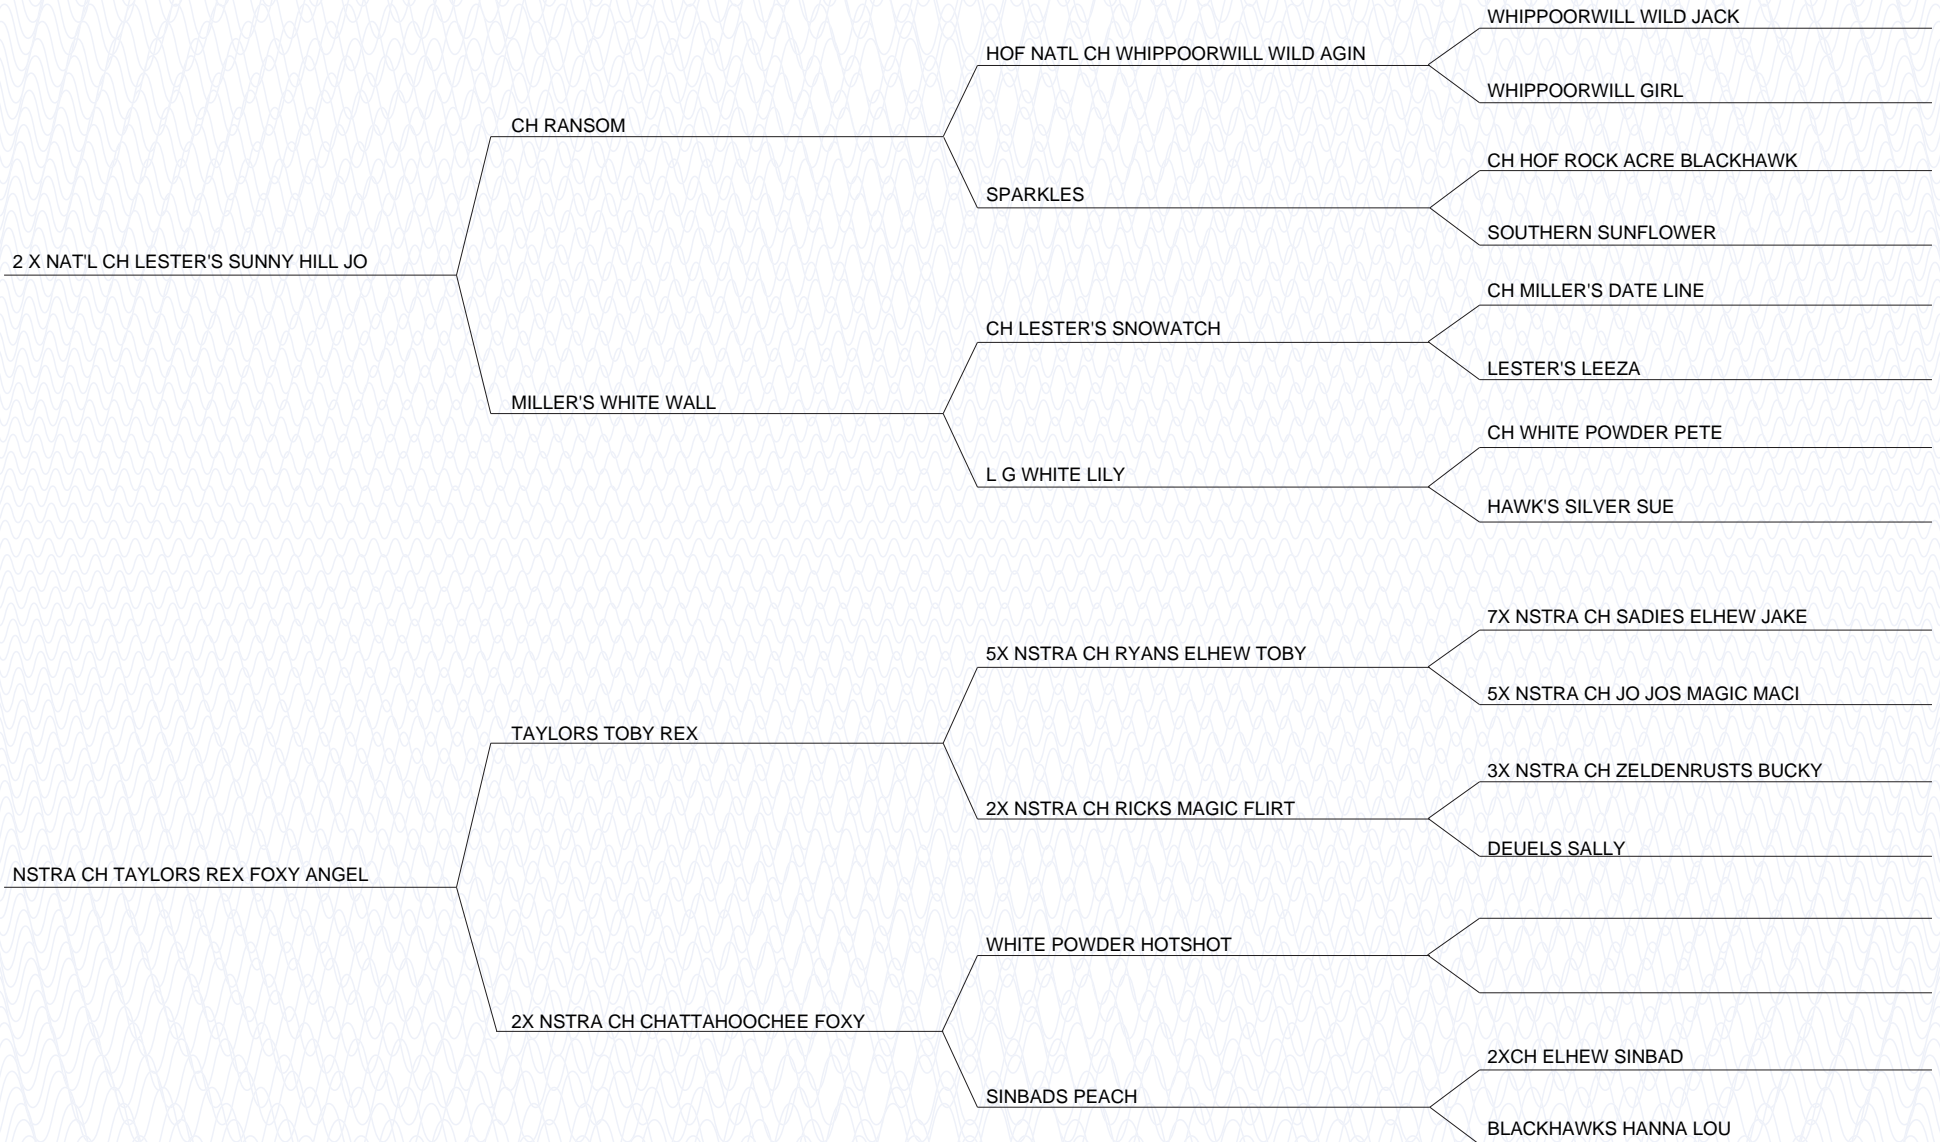 WHIPPOORWILL WILD JACK
HOF NATL CH WHIPPOORWILL WILD AGIN
WHIPPOORWILL GIRL
CH RANSOM
CH HOF ROCK ACRE BLACKHAWK
SPARKLES
SOUTHERN SUNFLOWER
2 X NAT'L CH LESTER'S SUNNY HILL JO
CH MILLER'S DATE LINE
CH LESTER'S SNOWATCH
LESTER'S LEEZA
MILLER'S WHITE WALL
CH WHITE POWDER PETE
L G WHITE LILY
HAWK'S SILVER SUE
7X NSTRA CH SADIES ELHEW JAKE
5X NSTRA CH RYANS ELHEW TOBY
5X NSTRA CH JO JOS MAGIC MACI
TAYLORS TOBY REX
3X NSTRA CH ZELDENRUSTS BUCKY
2X NSTRA CH RICKS MAGIC FLIRT
DEUELS SALLY
NSTRA CH TAYLORS REX FOXY ANGEL
WHITE POWDER HOTSHOT
2X NSTRA CH CHATTAHOOCHEE FOXY
2XCH ELHEW SINBAD
SINBADS PEACH
BLACKHAWKS HANNA LOU